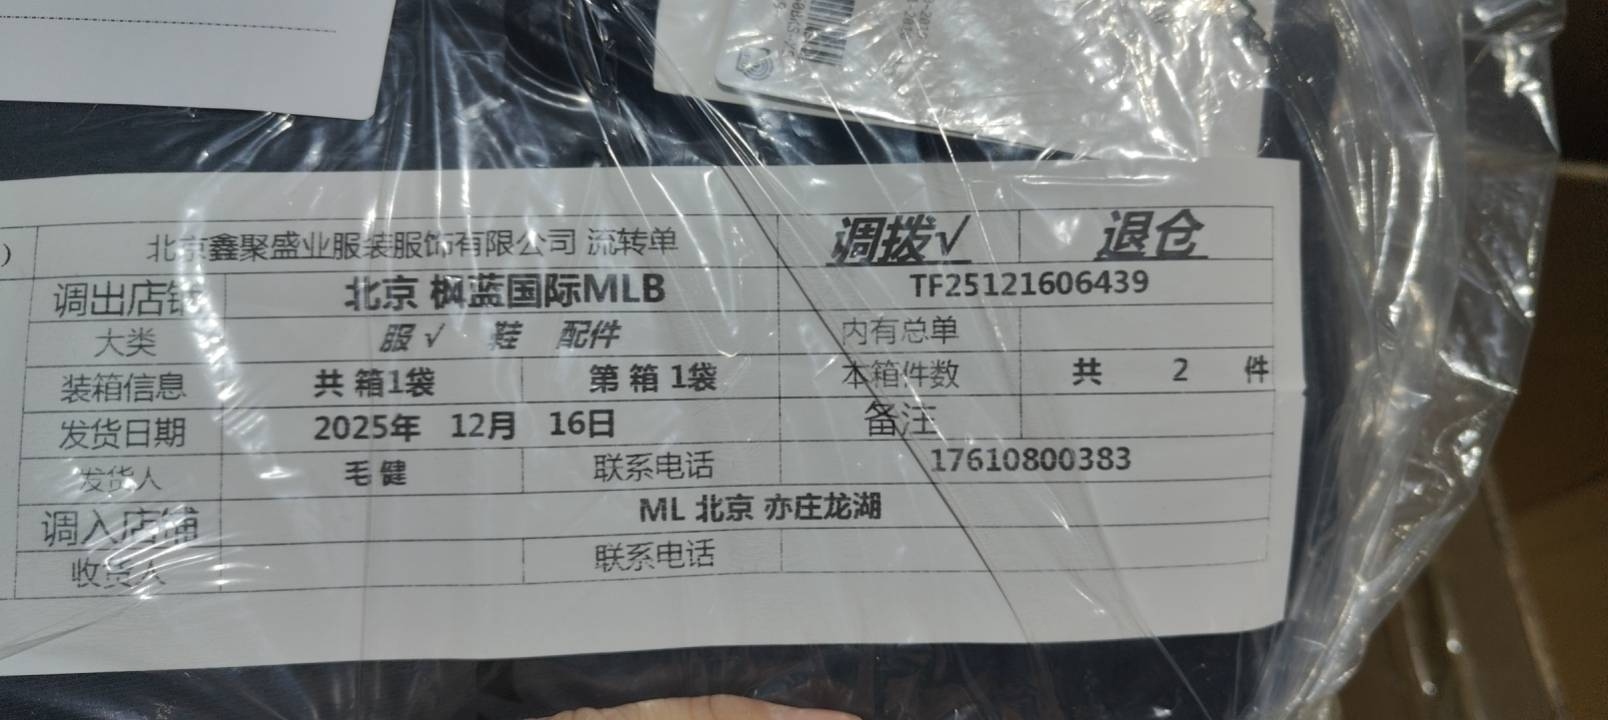 )
北京鑫聚盛业服装服饰有限公司 流转单 调拨√ 退仓
调出店铺 北京 枫蓝国际MLB TF25121606439
大类 服√ 鞋 配件 内有总单
装箱信息 共 箱1袋 第 箱 1袋 本箱件数 共 2 件
发货日期 2025年 12月 16日 备注
发货人 毛健 联系电话 17610800383
调入店铺 ML 北京 亦庄龙湖
收货人 联系电话